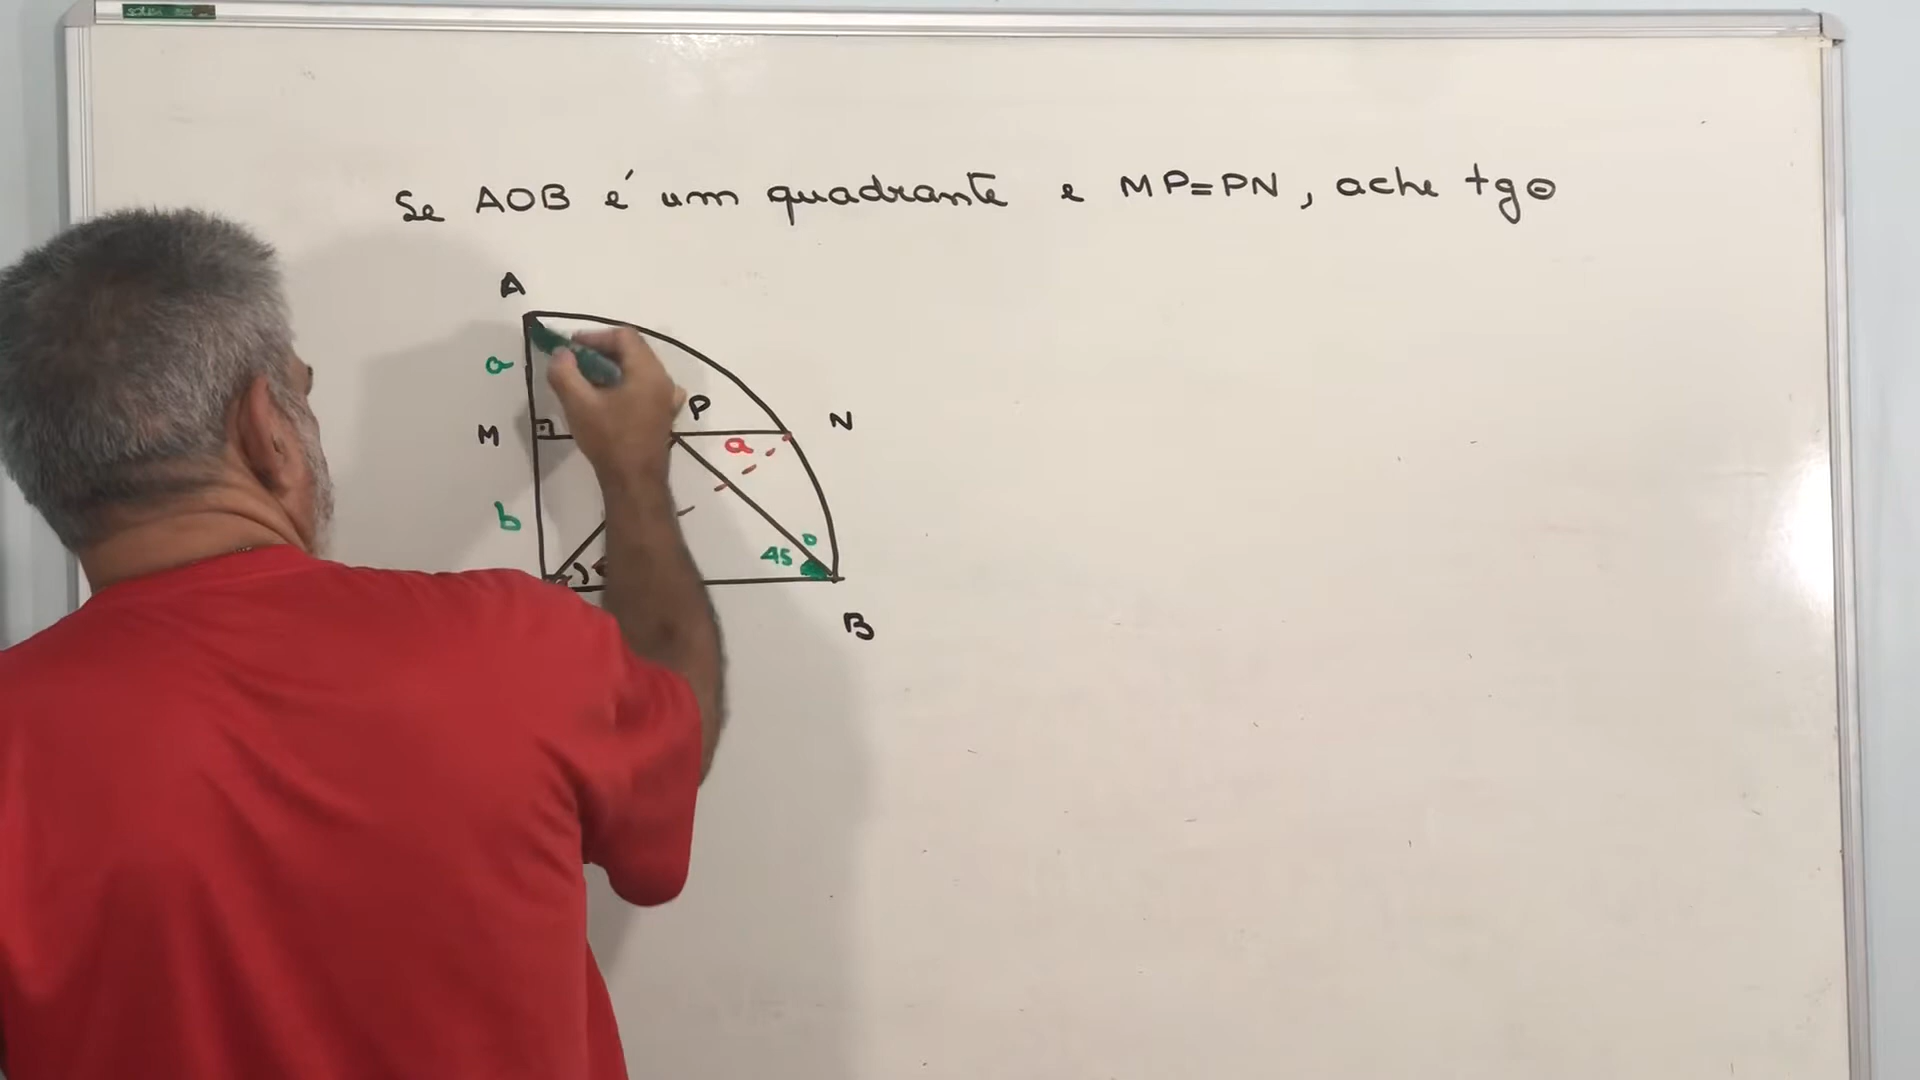 Se AOB é um quadrante e MP=PN, ache tgθ
A
a
P
N
M
a
b
45°
B